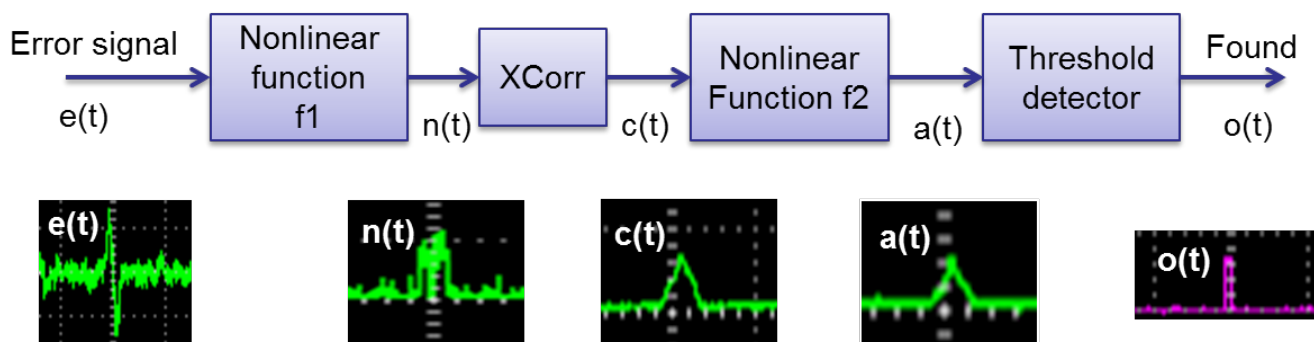 Error signal
e(t)
Nonlinear
function
f1
n(t)
XCorr
c(t)
Nonlinear
Function f2
a(t)
Threshold
detector
Found
o(t)
e(t)
n(t)
c(t)
a(t)
o(t)